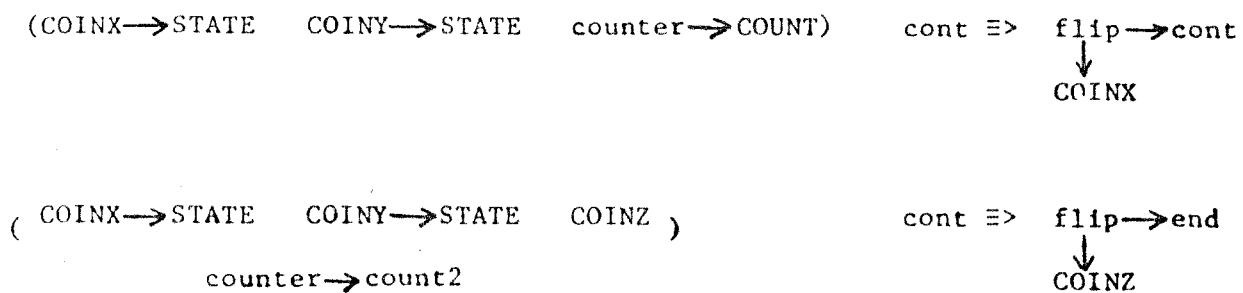 (COINX→STATE COINY→STATE counter→COUNT) cont ≡> flip→cont
↓
COINX
( COINX→STATE COINY→STATE COINZ ) cont ≡> flip→end
↓
counter→count2 COINZ